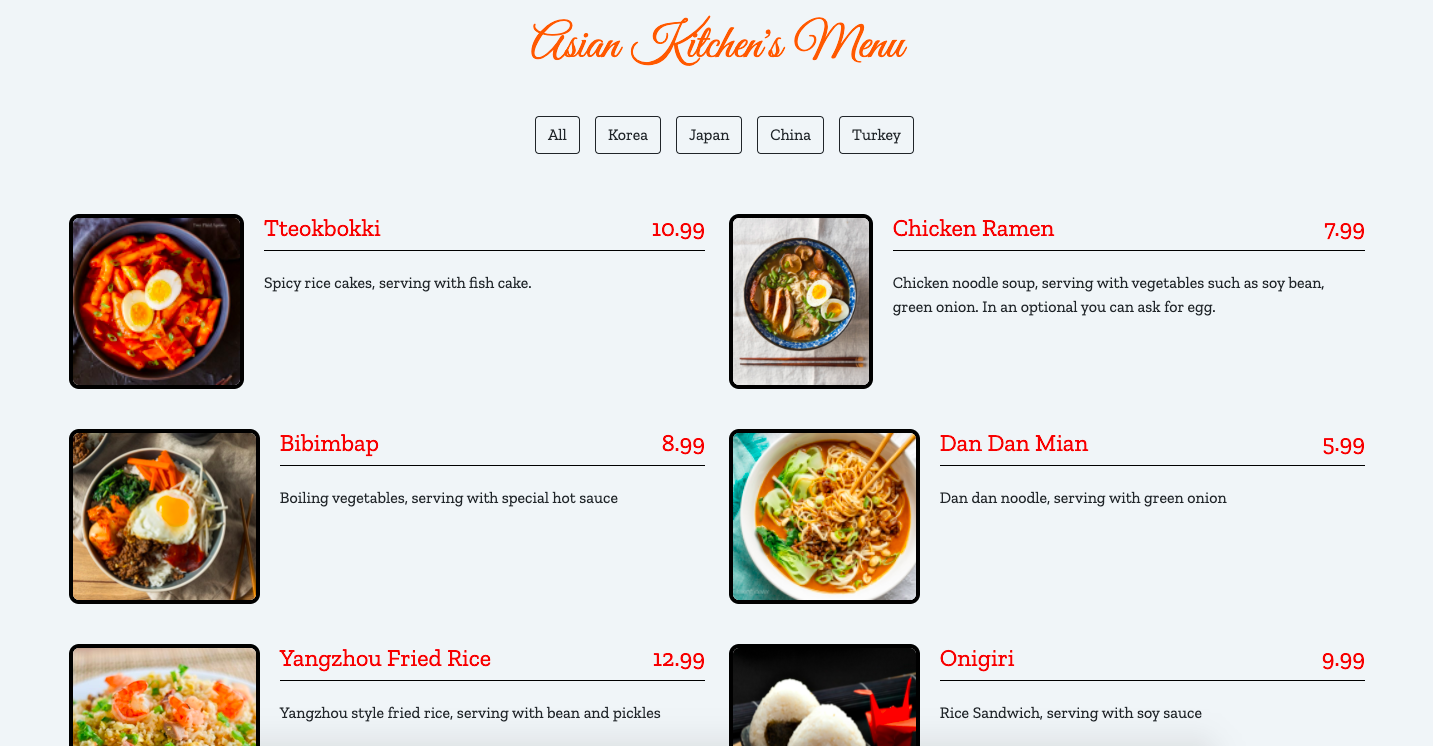 Asian Kitchen's Menu
All Korea Japan China Turkey
Tteokbokki 10.99
Spicy rice cakes, serving with fish cake.
Chicken Ramen 7.99
Chicken noodle soup, serving with vegetables such as soy bean,
green onion. In an optional you can ask for egg.
Bibimbap 8.99
Boiling vegetables, serving with special hot sauce
Dan Dan Mian 5.99
Dan dan noodle, serving with green onion
Yangzhou Fried Rice 12.99
Yangzhou style fried rice, serving with bean and pickles
Onigiri 9.99
Rice Sandwich, serving with soy sauce